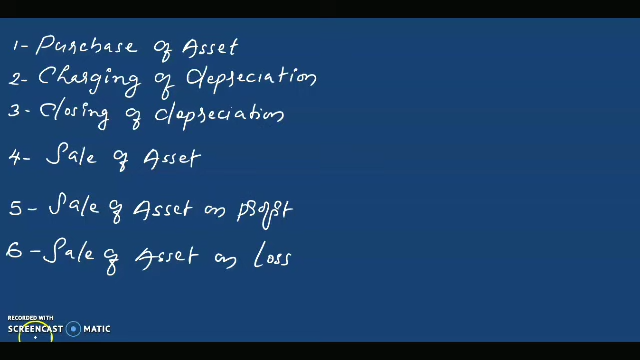 1- Purchase of Asset
2- Charging of depreciation
3- Closing of depreciation
4- Sale of Asset
5- Sale of Asset on profit
6- Sale of Asset on Loss
RECORDED WITH
SCREENCAST MATIC